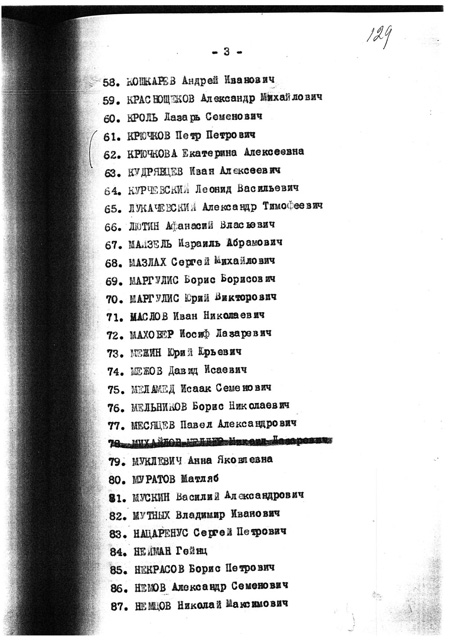 129
- 3 -
58. КОШКАРЕВ Андрей Иванович
59. КРАСНОЩЕКОВ Александр Михайлович
60. КРОЛЬ Лазарь Семенович
61. КРЮЧКОВ Петр Петрович
62. КРЮЧКОВА Екатерина Алексеевна
63. КУДРЯВЦЕВ Иван Алексеевич
64. КУРЧЕВСКИЙ Леонид Васильевич
65. ЛУКАЧЕВСКИЙ Александр Тимофеевич
66. ЛЮТИН Афанасий Власьевич
67. МАИЗЕЛЬ Израиль Абрамович
68. МАЗЛАХ Сергей Михайлович
69. МАРГУЛИС Борис Борисович
70. МАРГУЛИС Юрий Викторович
71. МАСЛОВ Иван Николаевич
72. МАХОВЕР Иосиф Лазаревич
73. МЕЖИН Юрий Юрьевич
74. МЕЖОВ Давид Исаевич
75. МЕЛАМЕД Исаак Семенович
76. МЕЛЬНИКОВ Борис Николаевич
77. МЕСЯЦЕВ Павел Александрович
78. МИХАЙЛОВ Михаил Лазаревич
79. МУКЛЕВИЧ Анна Яковлевна
80. МУРАТОВ Матляб
81. МУСКИН Василий Александрович
82. МУТНЫХ Владимир Иванович
83. НАЦАРЕНУС Сергей Петрович
84. НЕЙМАН Гейнц
85. НЕКРАСОВ Борис Петрович
86. НЕМОВ Александр Семенович
87. НЕМЦОВ Николай Максимович